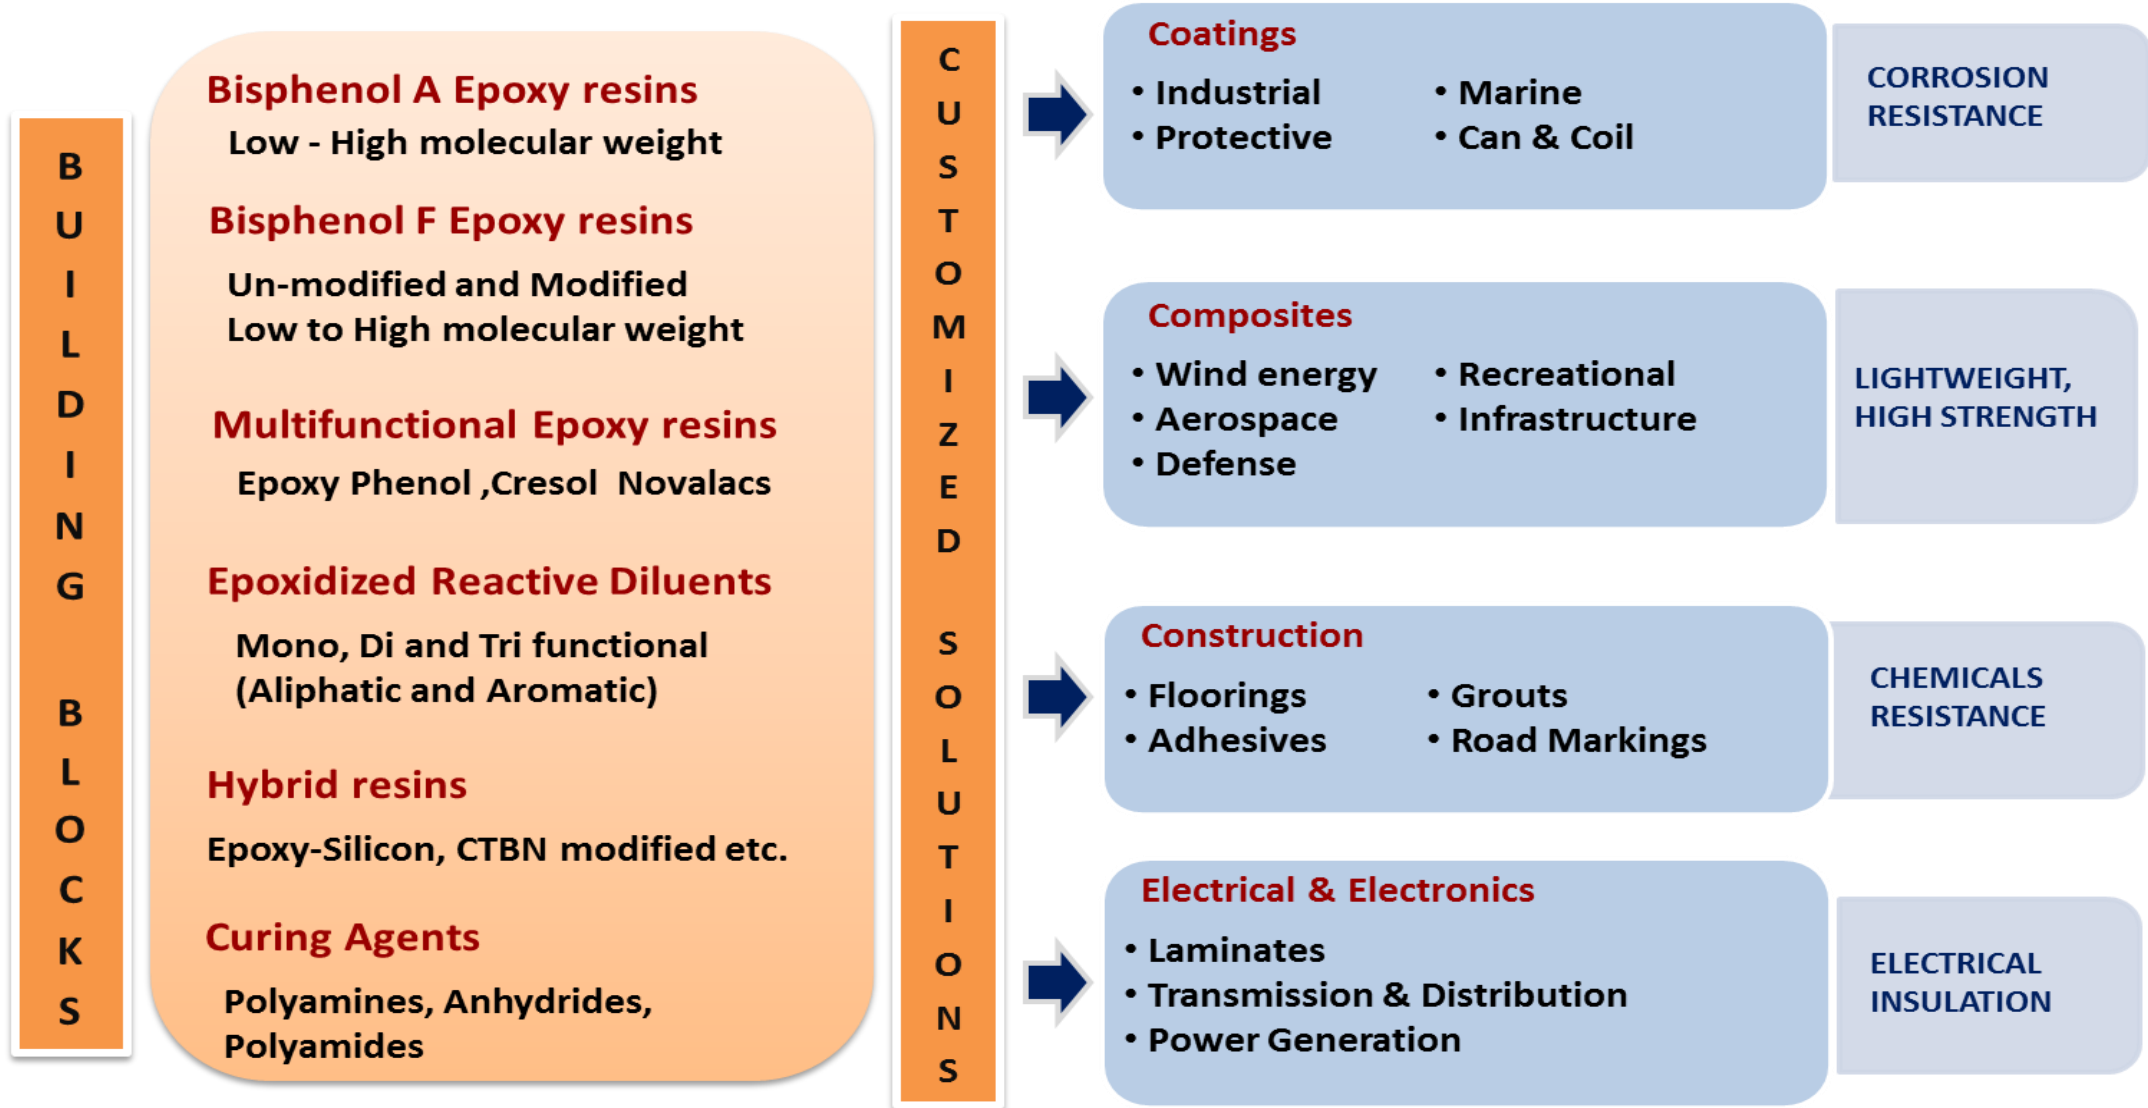 BUILDING BLOCKS
Bisphenol A Epoxy resins
Low - High molecular weight
Bisphenol F Epoxy resins
Un-modified and Modified
Low to High molecular weight
Multifunctional Epoxy resins
Epoxy Phenol ,Cresol Novalacs
Epoxidized Reactive Diluents
Mono, Di and Tri functional
(Aliphatic and Aromatic)
Hybrid resins
Epoxy-Silicon, CTBN modified etc.
Curing Agents
Polyamines, Anhydrides,
Polyamides
CUSTOMIZED SOLUTIONS
Coatings
• Industrial
• Protective
• Marine
• Can & Coil
CORROSION
RESISTANCE
Composites
• Wind energy
• Aerospace
• Defense
• Recreational
• Infrastructure
LIGHTWEIGHT,
HIGH STRENGTH
Construction
• Floorings
• Adhesives
• Grouts
• Road Markings
CHEMICALS
RESISTANCE
Electrical & Electronics
• Laminates
• Transmission & Distribution
• Power Generation
ELECTRICAL
INSULATION